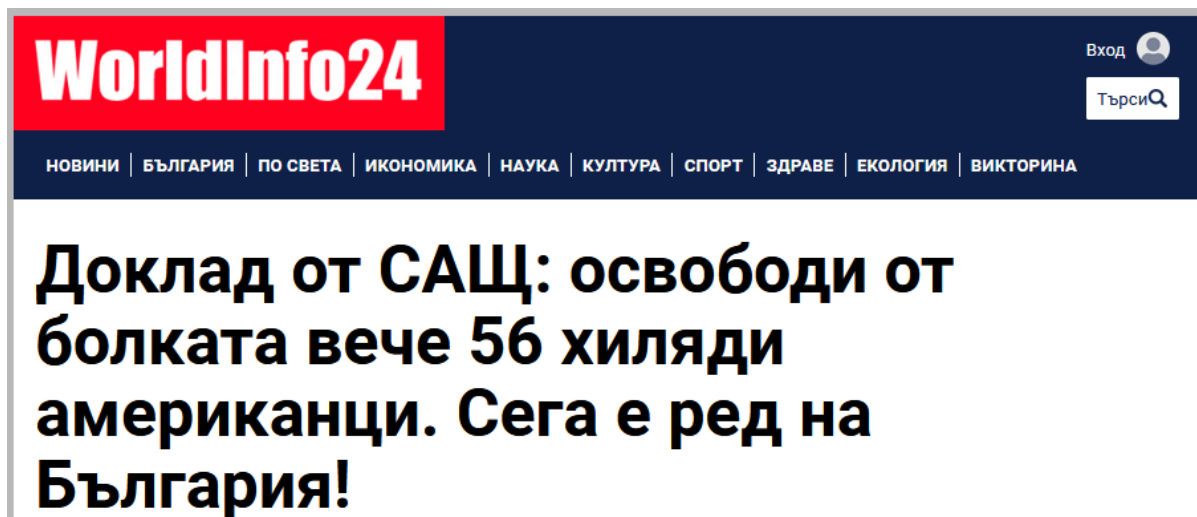 WorldInfo24
Вход
Търси
НОВИНИ БЪЛГАРИЯ ПО СВЕТА ИКОНОМИКА НАУКА КУЛТУРА СПОРТ ЗДРАВЕ ЕКОЛОГИЯ ВИКТОРИНА
Доклад от САЩ: освободи от
болката вече 56 хиляди
американци. Сега е ред на
България!